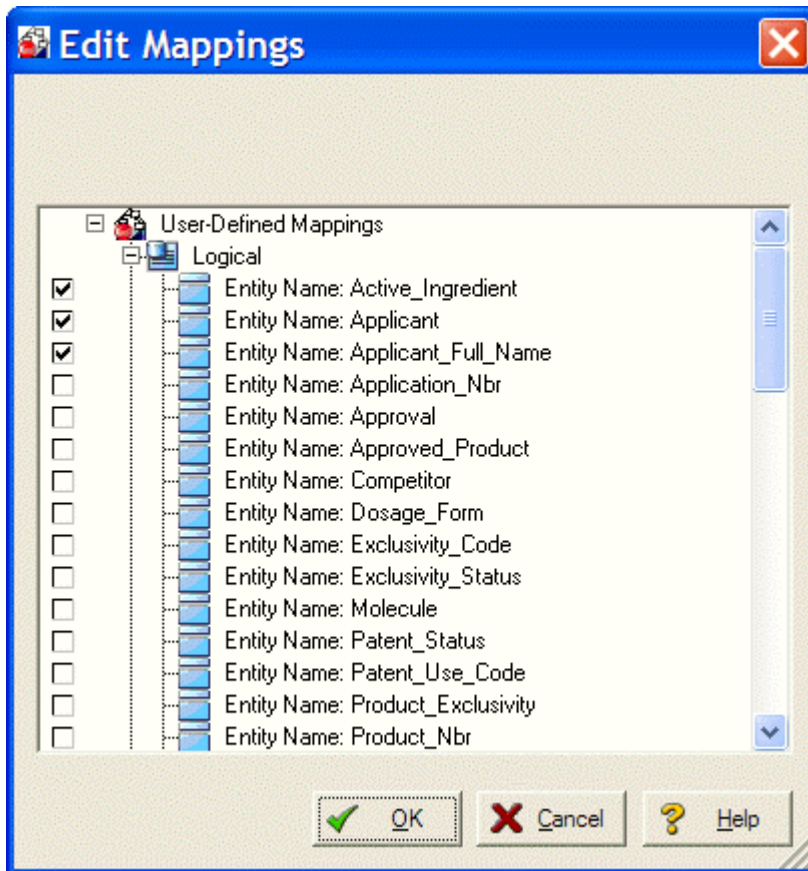 Edit Mappings
User-Defined Mappings
Logical
Entity Name: Active_Ingredient
Entity Name: Applicant
Entity Name: Applicant_Full_Name
Entity Name: Application_Nbr
Entity Name: Approval
Entity Name: Approved_Product
Entity Name: Competitor
Entity Name: Dosage_Form
Entity Name: Exclusivity_Code
Entity Name: Exclusivity_Status
Entity Name: Molecule
Entity Name: Patent_Status
Entity Name: Patent_Use_Code
Entity Name: Product_Exclusivity
Entity Name: Product_Nbr
OK Cancel Help